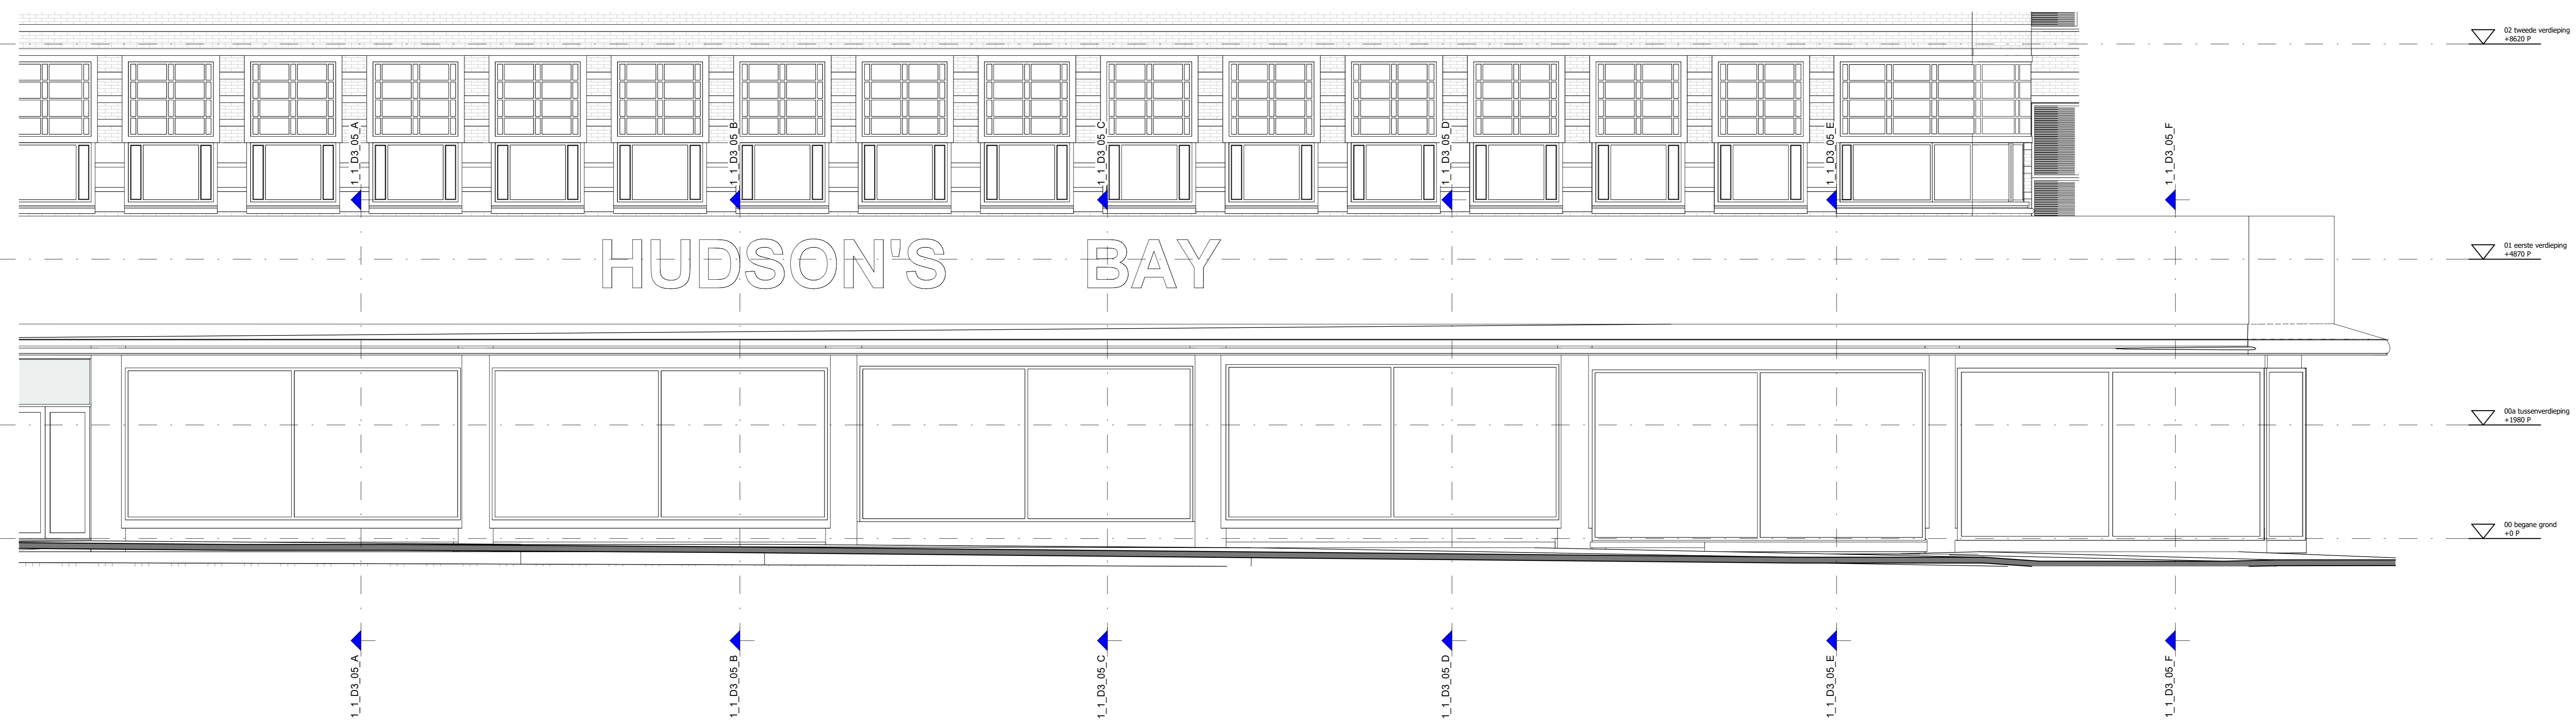 02 tweede verdieping
+8620 P
1_1_D3_05_A
1_1_D3_05_B
1_1_D3_05_C
1_1_D3_05_D
1_1_D3_05_E
1_1_D3_05_F
HUDSON'S BAY
01 eerste verdieping
+4870 P
00a tussenverdieping
+1980 P
00 begane grond
+0 P
1_1_D3_05_A
1_1_D3_05_B
1_1_D3_05_C
1_1_D3_05_D
1_1_D3_05_E
1_1_D3_05_F